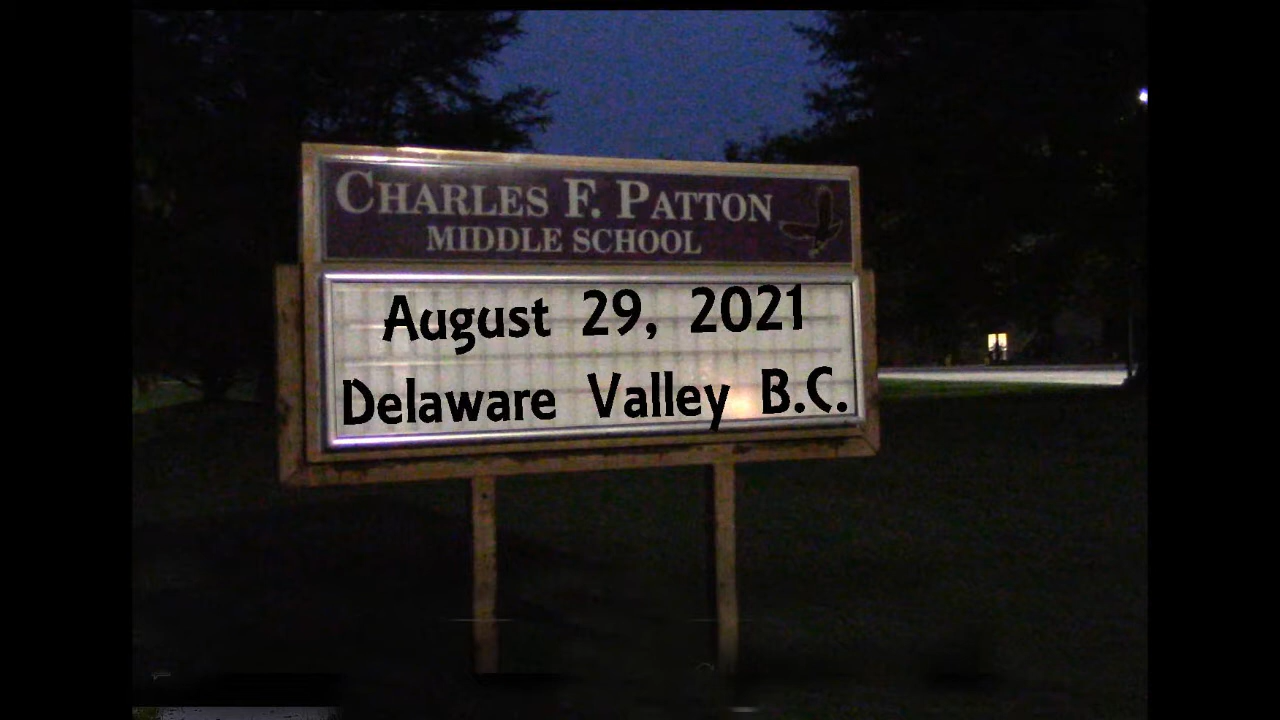 CHARLES F. PATTON
MIDDLE SCHOOL
August 29, 2021
Delaware Valley B.C.